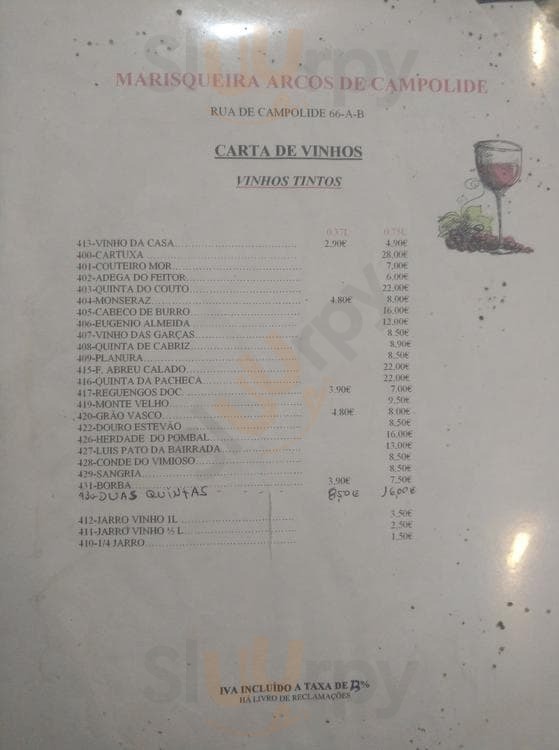 MARISQUEIRA ARCOS DE CAMPOLIDE
RUA DE CAMPOLIDE 66-A-B
CARTA DE VINHOS
VINHOS TINTOS
0.37L 0.75L
413-VINHO DA CASA 2.90€ 4.90€
400-CARTUXA 28.00€
401-COUTEIRO MOR 7.00€
402-ADEGA DO FEITOR 6.00€
403-QUINTA DO COUTO 22.00€
404-MONSERAZ 4.80€ 8.00€
405-CABECO DE BURRO 16.00€
406-EUGENIO ALMEIDA 12.00€
407-VINHO DAS GARÇAS 8.50€
408-QUINTA DE CABRIZ 8,90€
409-PLANURA 8.50€
415-F. ABREU CALADO 22.00€
416-QUINTA DA PACHECA 22.00€
417-REGUENGOS DOC 3.90€ 7.00€
419-MONTE VELHO 9.50€
420-GRÃO VASCO 4.80€ 8.00€
422-DOURO ESTEVÃO 8.50€
426-HERDADE DO POMBAL 16.00€
427-LUIS PATO DA BAIRRADA 13.00€
428-CONDE DO VIMIOSO 8.50€
429-SANGRIA 8.50€
431-BORBA 3.90€ 7.50€
DUAS QUINTAS 8,50€ 16,00€
412-JARRO VINHO 1L 3.50€
411-JARRO VINHO ½ L 2.50€
410-1/4 JARRO 1.50€
IVA INCLUÍDO A TAXA DE 13%
HÁ LIVRO DE RECLAMAÇÕES
sluurpy
sluurpy
sluurpy